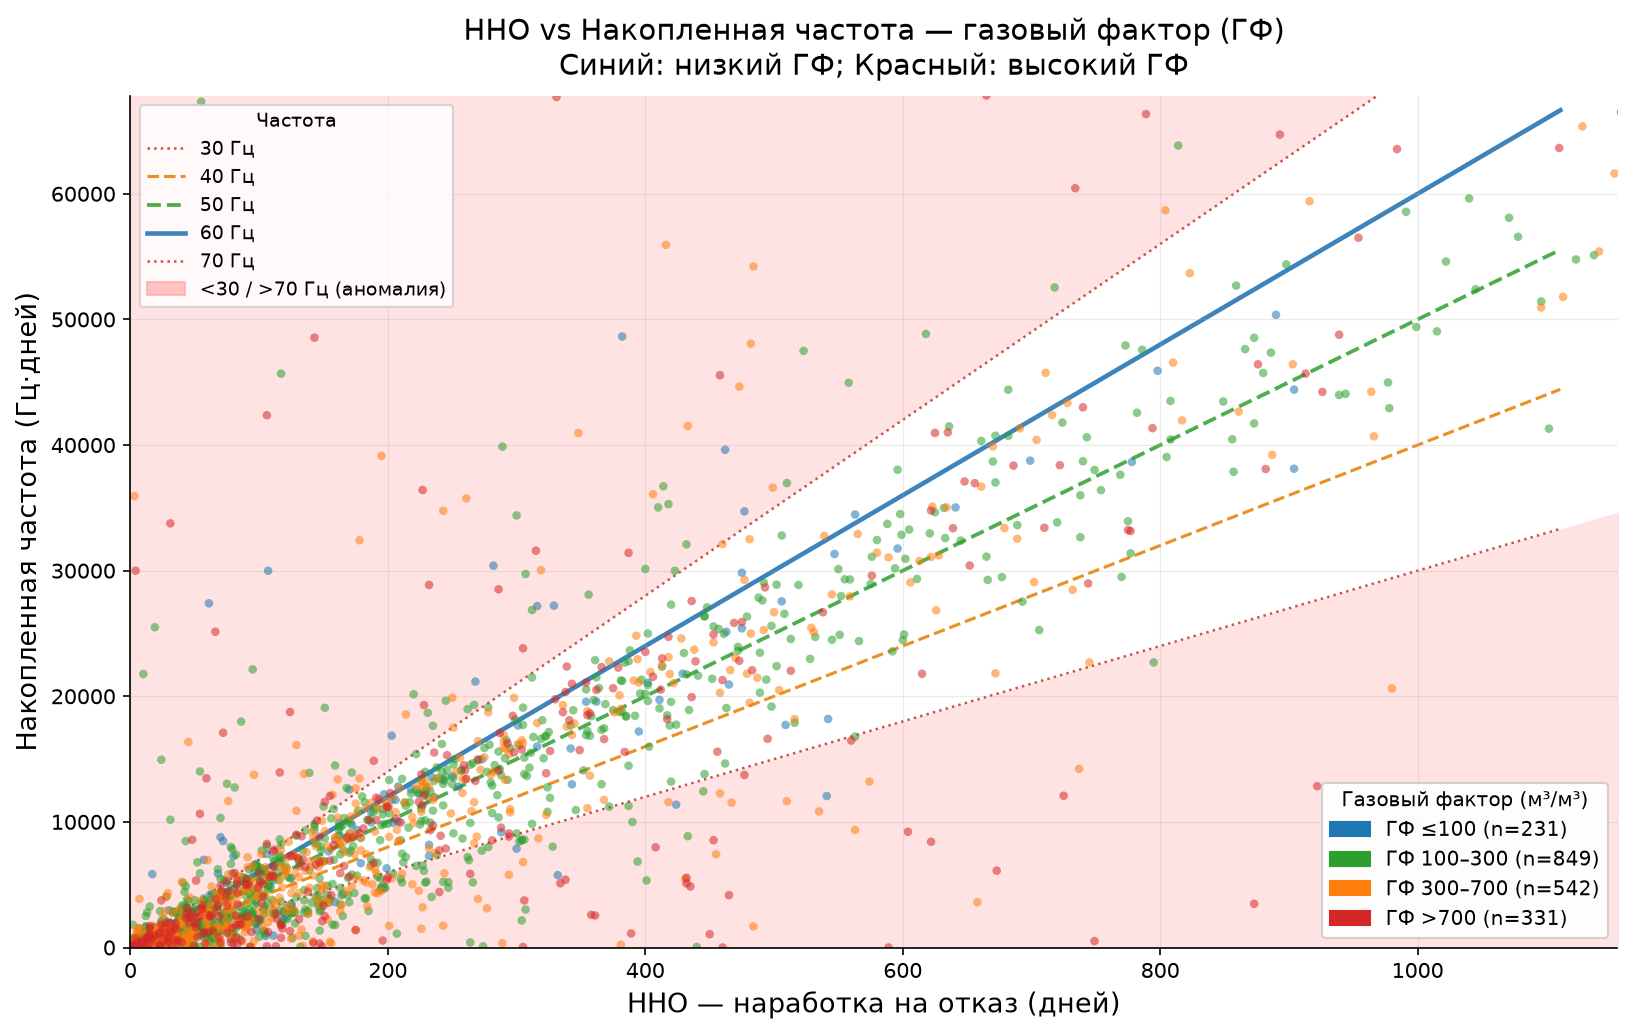 ННО vs Накопленная частота — газовый фактор (ГФ)
Синий: низкий ГФ; Красный: высокий ГФ
Накопленная частота (Гц·дней)
60000
50000
40000
30000
20000
10000
0
Частота
30 Гц
40 Гц
50 Гц
60 Гц
70 Гц
<30 / >70 Гц (аномалия)
Газовый фактор (м³/м³)
ГФ ≤100 (n=231)
ГФ 100–300 (n=849)
ГФ 300–700 (n=542)
ГФ >700 (n=331)
0
200
400
600
800
1000
ННО — наработка на отказ (дней)